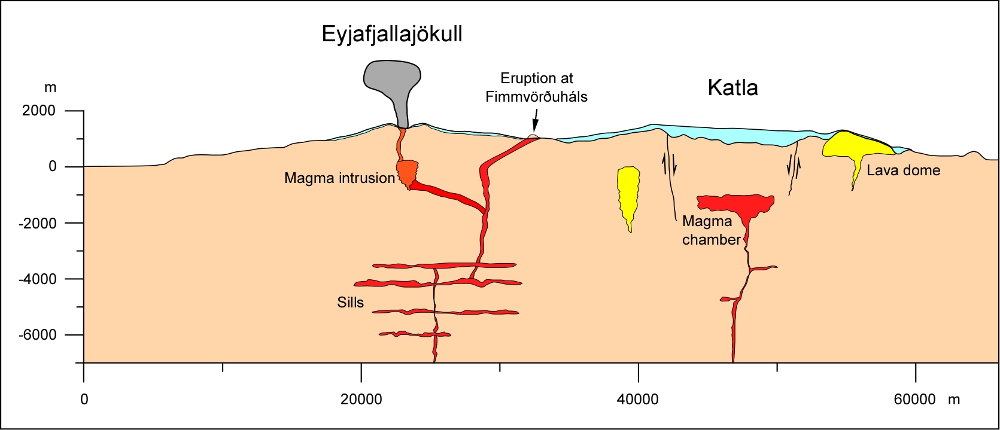 Eyjafjallajökull
Eruption at
Fimmvörðuháls
Katla
m
2000
0
-2000
-4000
-6000
Magma intrusion
Lava dome
Magma
chamber
Sills
0
20000
40000
60000
m